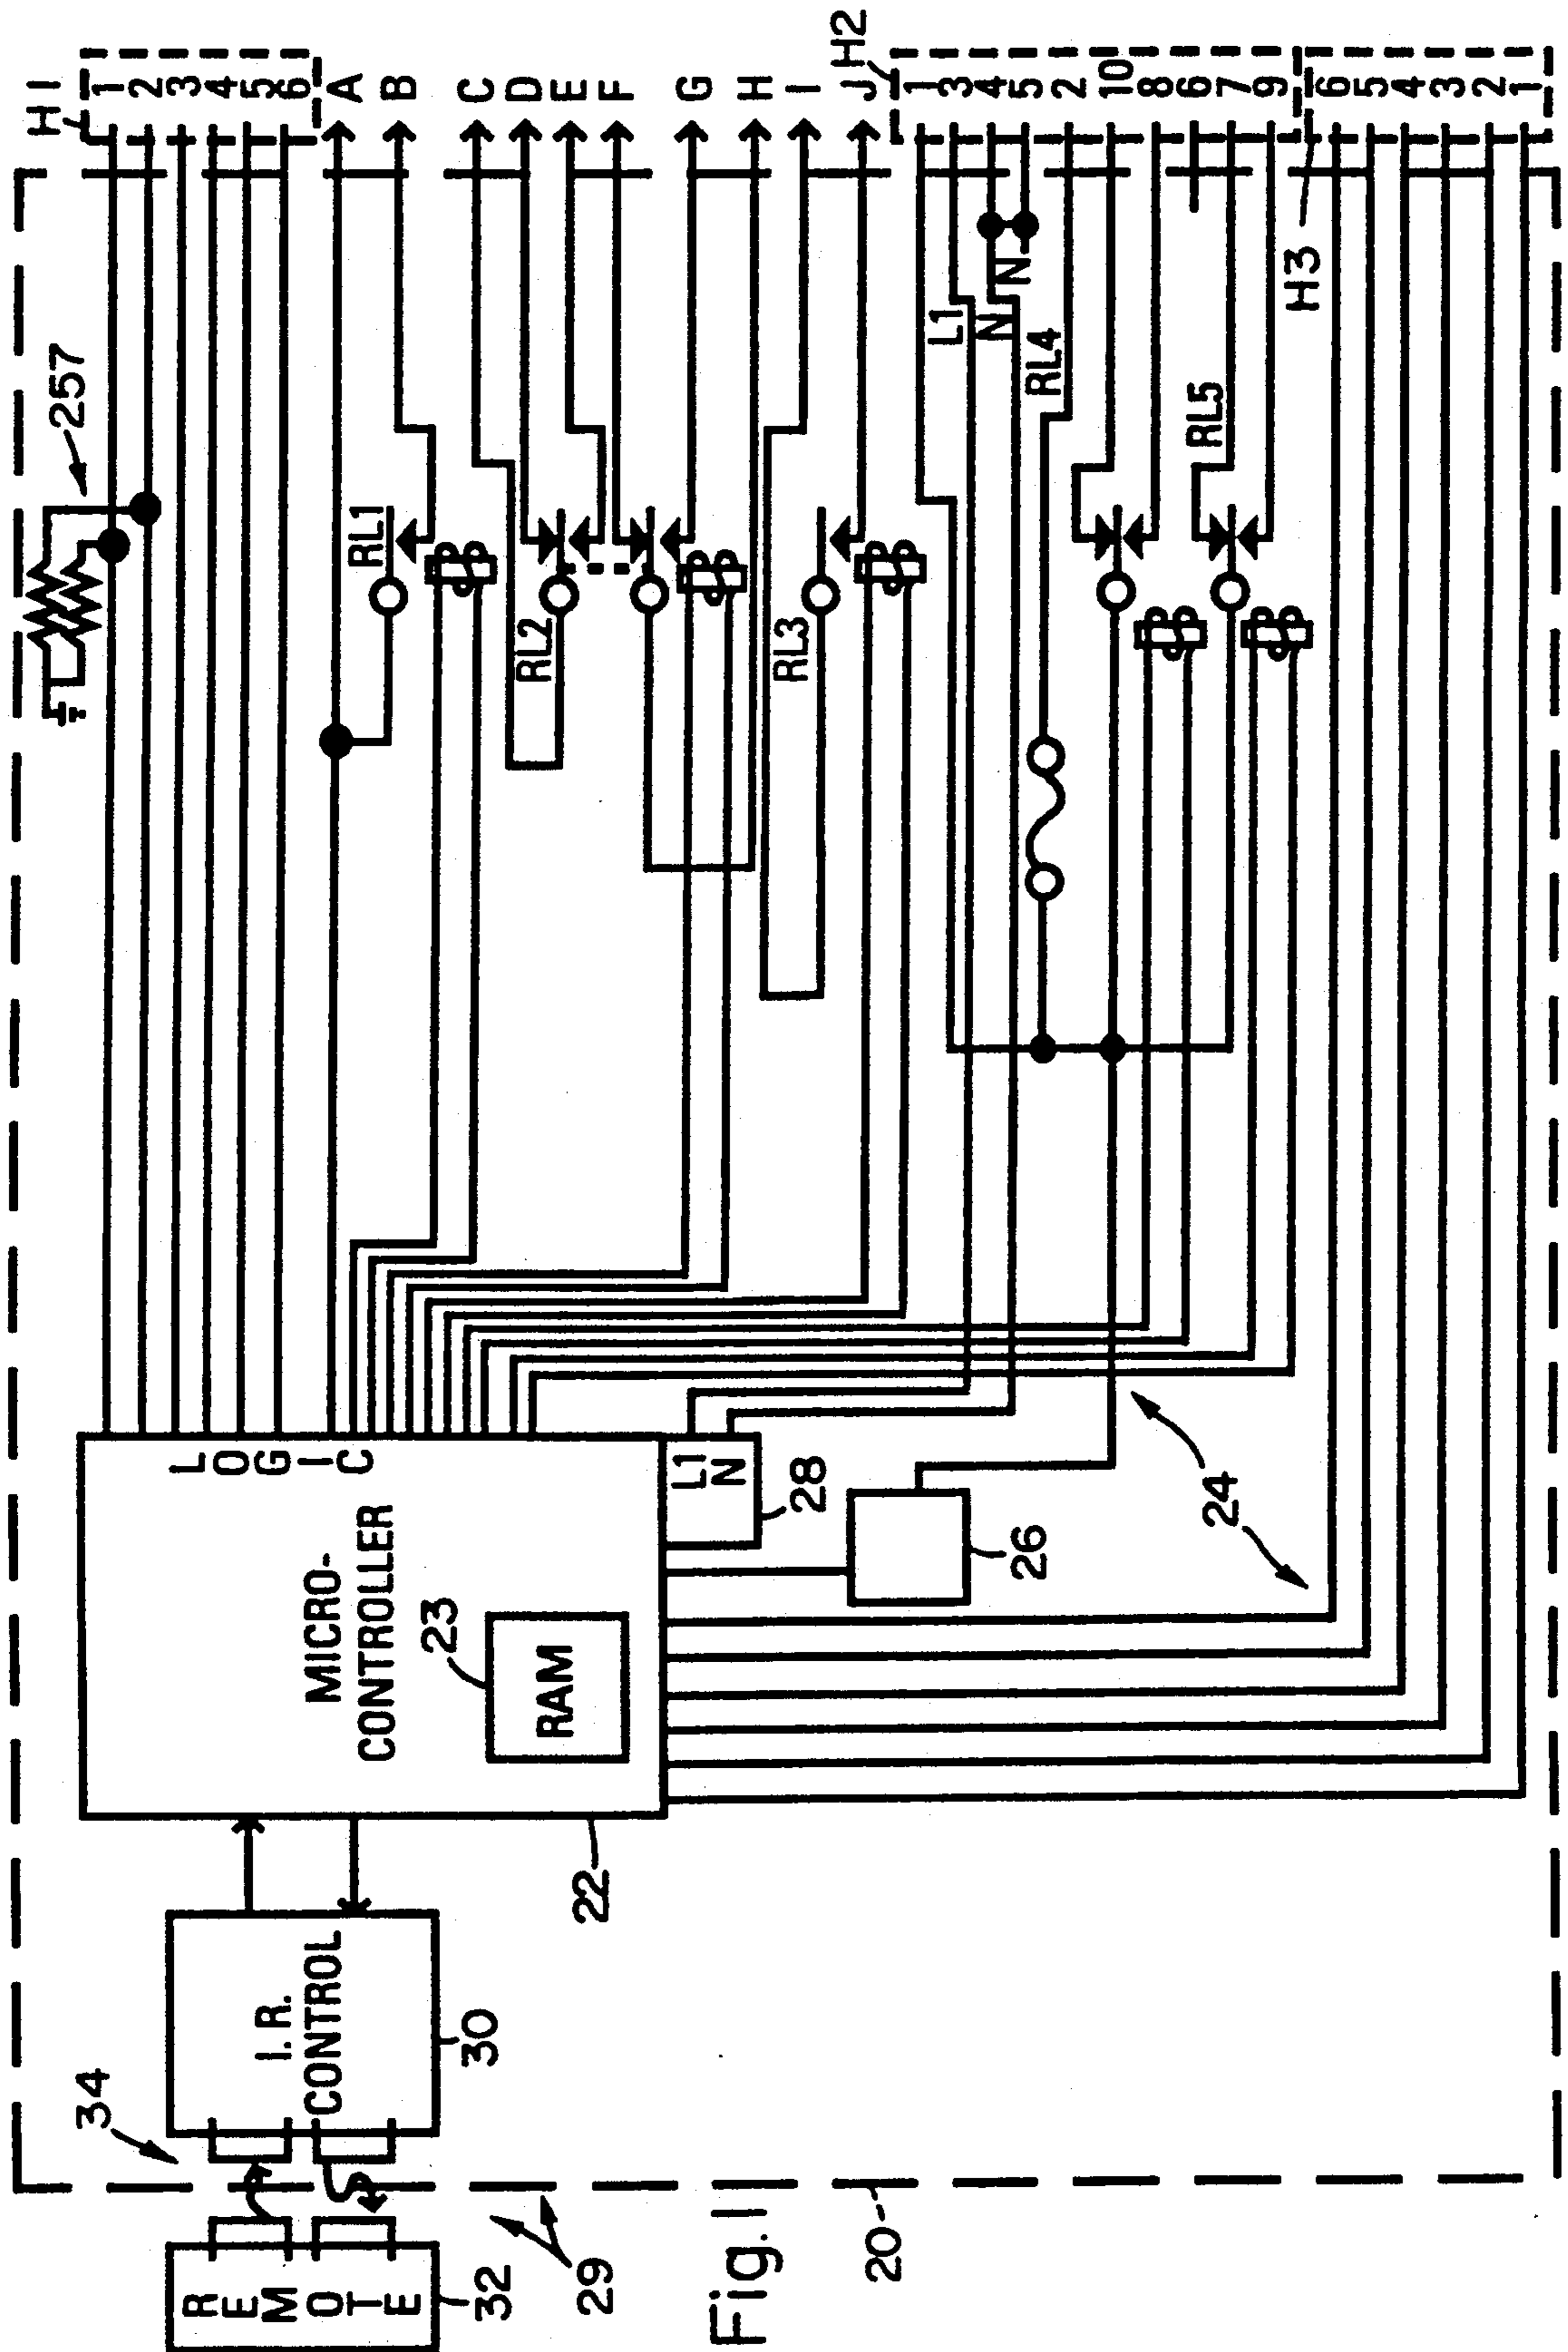 H1
1
2
3
4
5
6
A
B
C
D
E
F
G
H
I
J
H2
1
3
4
5
2
10
8
6
7
9
H3
6
5
4
3
2
1
257
RL1
RL2
RL3
L1
N
N
RL4
RL5
LOGIC
MICRO-
CONTROLLER
23
RAM
L1
N
28
26
24
22
I.R.
CONTROL
30
34
REMOTE
32
29
20
Fig. 1